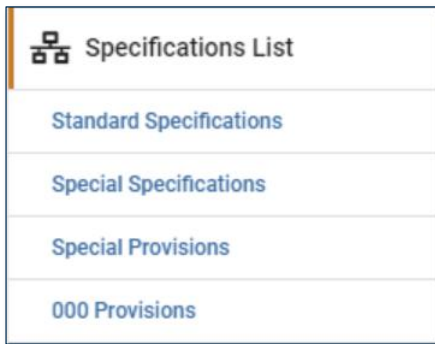 Specifications List
Standard Specifications
Special Specifications
Special Provisions
000 Provisions